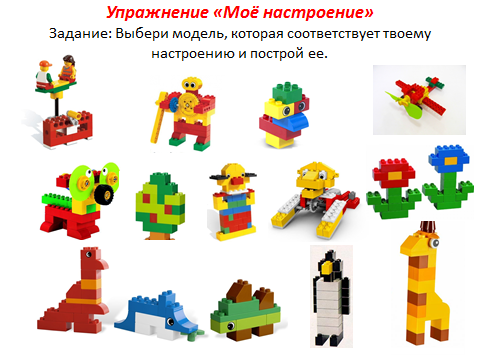 Упражнение «Моё настроение»
Задание: Выбери модель, которая соответствует твоему
настроению и построй ее.